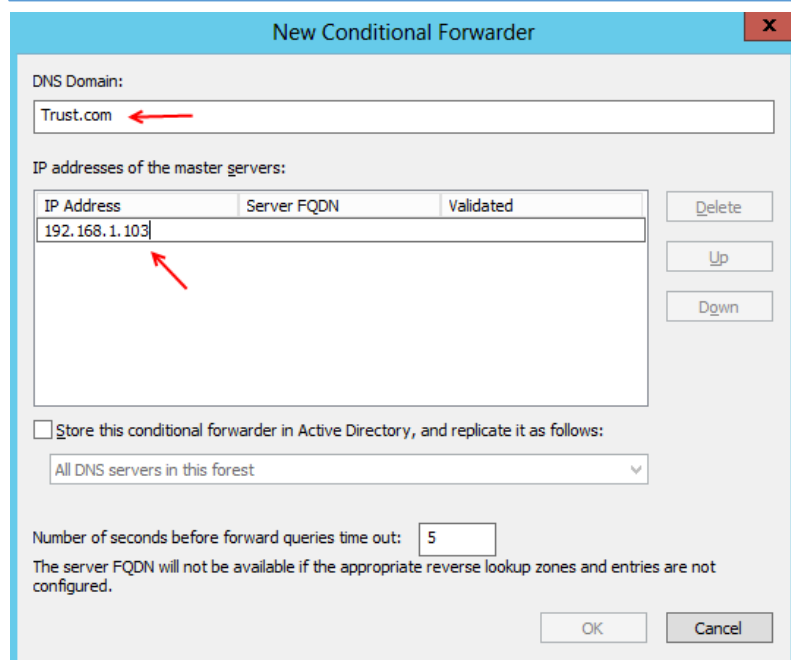 New Conditional Forwarder
x
DNS Domain:
Trust.com
IP addresses of the master servers:
IP Address Server FQDN Validated
192.168.1.103
Delete
Up
Down
Store this conditional forwarder in Active Directory, and replicate it as follows:
All DNS servers in this forest
Number of seconds before forward queries time out: 5
The server FQDN will not be available if the appropriate reverse lookup zones and entries are not
configured.
OK Cancel